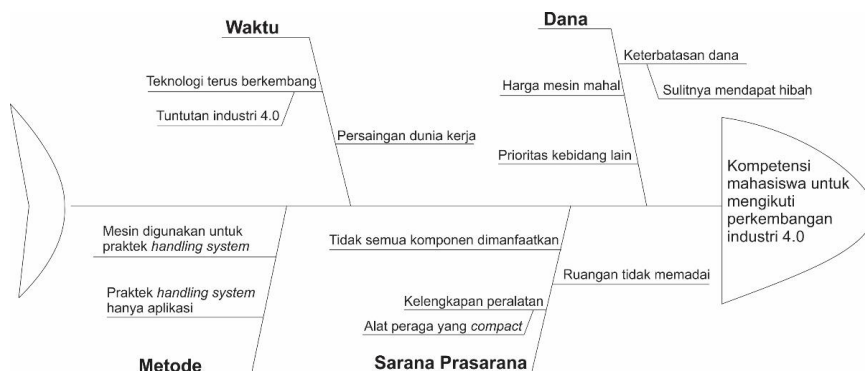 Waktu
Teknologi terus berkembang
Tuntutan industri 4.0
Persaingan dunia kerja
Dana
Keterbatasan dana
Sulitnya mendapat hibah
Harga mesin mahal
Prioritas kebidang lain
Kompetensi
mahasiswa untuk
mengikuti
perkembangan
industri 4.0
Mesin digunakan untuk
praktek handling system
Praktek handling system
hanya aplikasi
Metode
Tidak semua komponen dimanfaatkan
Ruangan tidak memadai
Kelengkapan peralatan
Alat peraga yang compact
Sarana Prasarana